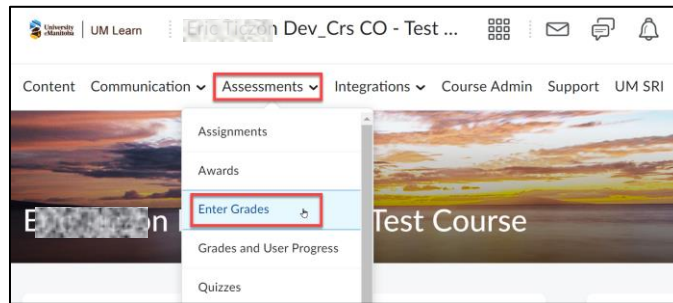 University of Manitoba | UM Learn
Dev_Crs CO - Test ...
Content Communication Assessments Integrations Course Admin Support UM SRI
Assignments
Awards
Enter Grades
Grades and User Progress
Quizzes
E n Test Course